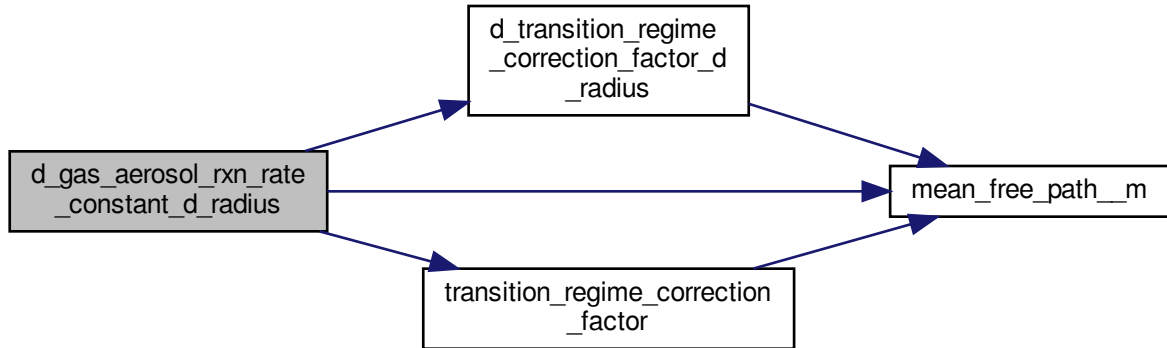 d_transition_regime
_correction_factor_d
_radius
d_gas_aerosol_rxn_rate
_constant_d_radius
mean_free_path__m
transition_regime_correction
_factor